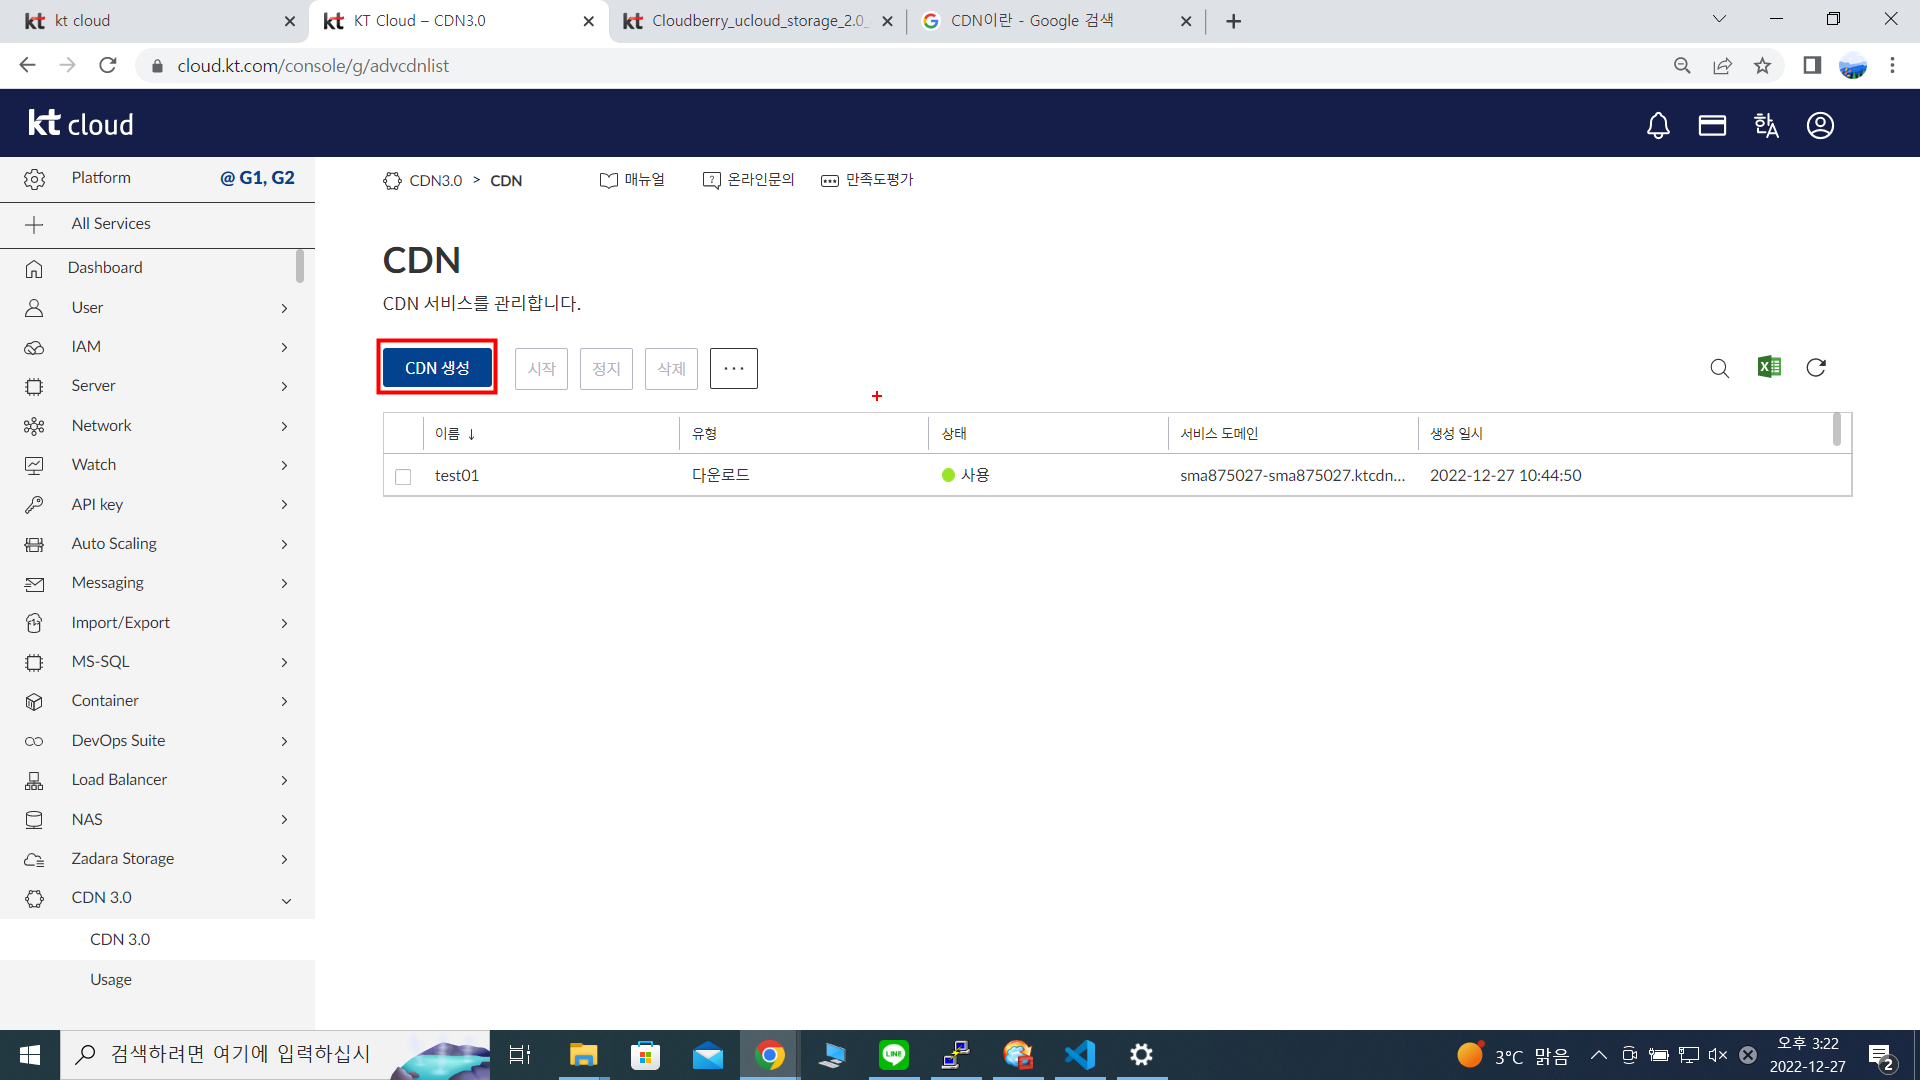 kt kt cloud
kt KT Cloud – CDN3.0
kt Cloudberry_ucloud_storage_2.0_
CDN이란 - Google 검색
cloud.kt.com/console/g/advcdnlist
kt cloud
한A
Platform @ G1, G2
All Services
Dashboard
User
IAM
Server
Network
Watch
API key
Auto Scaling
Messaging
Import/Export
MS-SQL
Container
DevOps Suite
Load Balancer
NAS
Zadara Storage
CDN 3.0
CDN 3.0
Usage
CDN3.0 > CDN
매뉴얼
온라인문의
만족도평가
CDN
CDN 서비스를 관리합니다.
CDN 생성 시작 정지 삭제 ...
이름 ↓ 유형 상태 서비스 도메인 생성 일시
test01 다운로드 사용 sma875027-sma875027.ktcdn... 2022-12-27 10:44:50
검색하려면 여기에 입력하십시
LINE
3°C 맑음
오후 3:22
2022-12-27
2